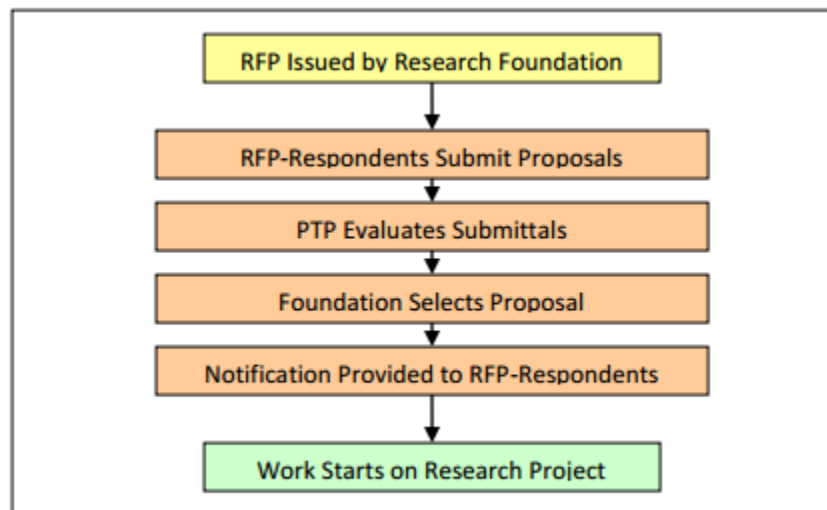 RFP Issued by Research Foundation
RFP-Respondents Submit Proposals
PTP Evaluates Submittals
Foundation Selects Proposal
Notification Provided to RFP-Respondents
Work Starts on Research Project